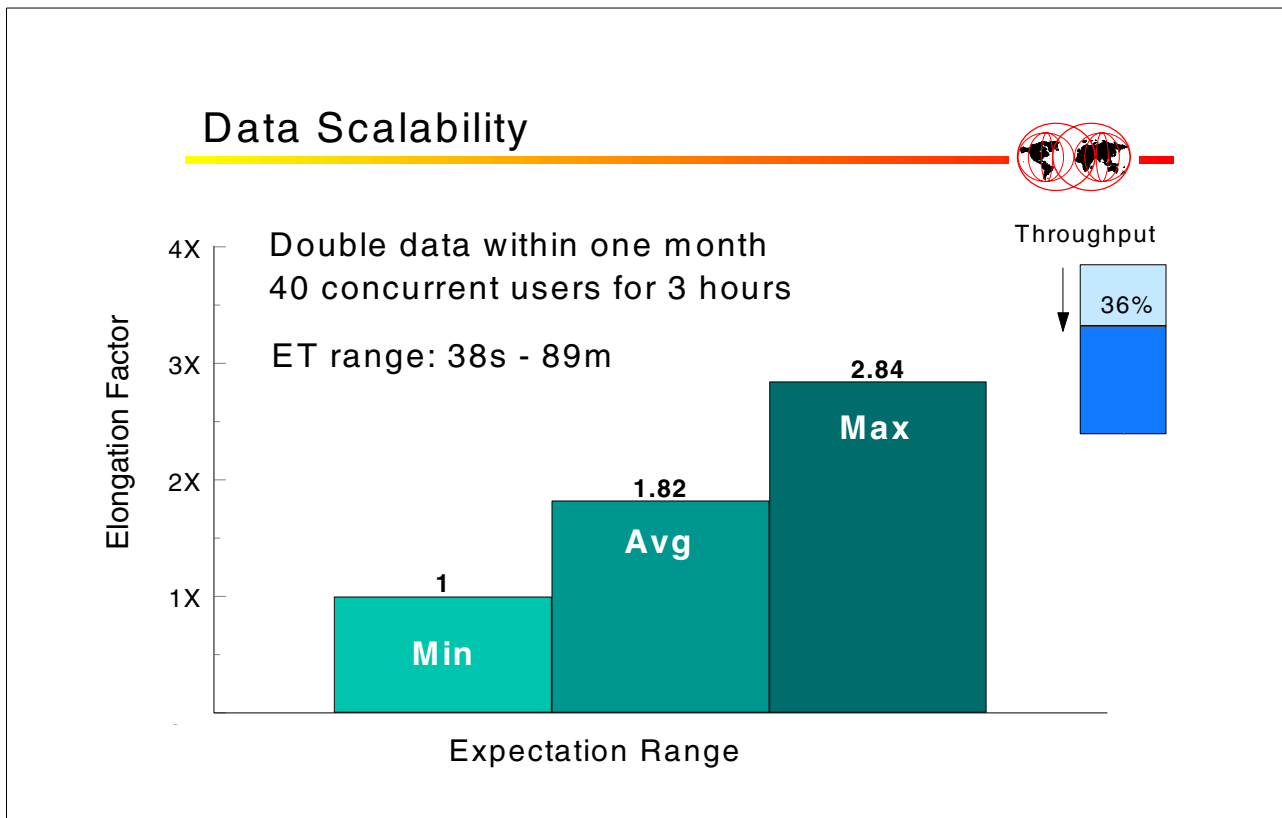 Data Scalability
Double data within one month
40 concurrent users for 3 hours
ET range: 38s - 89m
Throughput
36%
Elongation Factor
4X
3X
2X
1X
1
Min
1.82
Avg
2.84
Max
Expectation Range